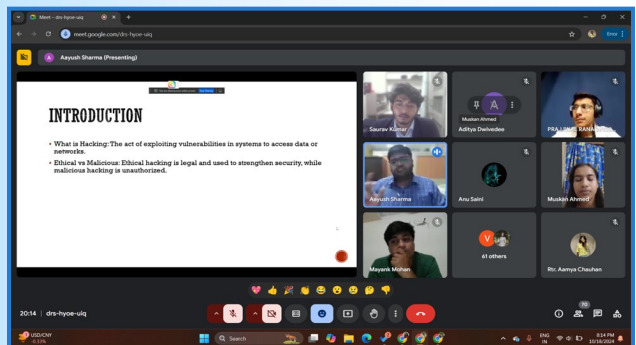 Meet - drs-hyoe-uiq
meet.google.com/drs-hyoe-uiq
Error
Aayush Sharma (Presenting)
INTRODUCTION
• What is Hacking: The act of exploiting vulnerabilities in systems to access data or
networks.
• Ethical vs Malicious: Ethical hacking is legal and used to strengthen security, while
malicious hacking is unauthorized.
Saurav Kumar
A
Muskan Ahmed
Aditya Dwivedee
Aayush Sharma
Anu Saini
Muskan Ahmed
Mayank Mohan
V
61 others
Rtr. Aamya Chauhan
20:14 | drs-hyoe-uiq
70
USD/CNY
-0.33%
Search
ENG
IN
8:14 PM
10/18/2024